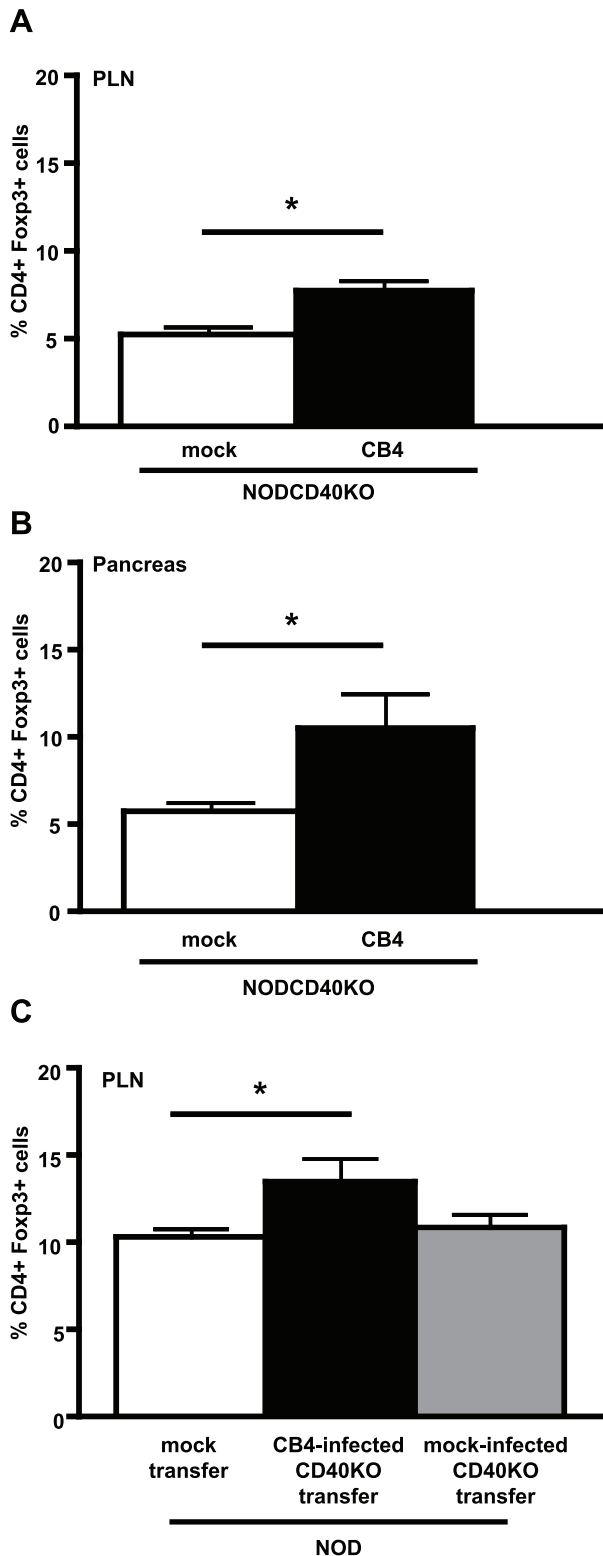 A
PLN
% CD4+ Foxp3+ cells
20
15
10
5
0
*
mock CB4
NODCD40KO
B
Pancreas
% CD4+ Foxp3+ cells
20
15
10
5
0
*
mock CB4
NODCD40KO
C
PLN
% CD4+ Foxp3+ cells
20
15
10
5
0
*
mock transfer
CB4-infected CD40KO transfer
mock-infected CD40KO transfer
NOD